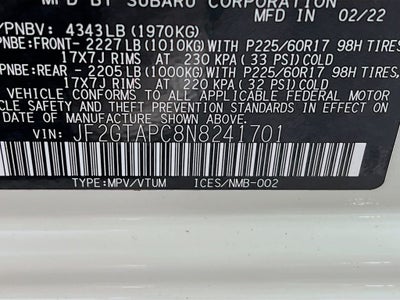 MFD BY SUBARU CORPORATION
MFD IN 02/22
/PNBV: 4343LB (1970KG)
PNBE:FRONT- 2227 LB (1010KG)WITH P225/60R17 98H TIRES,
17X7J RIMS AT 230 KPA (33 PSI)COLD
PNBE:REAR - 2205 LB (1000KG)WITH P225/60R17 98H TIRES,
17X7J RIMS AT 220 KPA (32 PSI)COLD
VEHICLE CONFORMS TO ALL APPLICABLE FEDERAL MOTOR
SAFETY AND THEFT PREVENTION STANDARDS IN EFFECT ON
DATE OF MANUFACTURE SHOWN ABOVE
VIN: JF2GTAPC8N8241701
TYPE:MPV/VTUM ICES/NMB-002